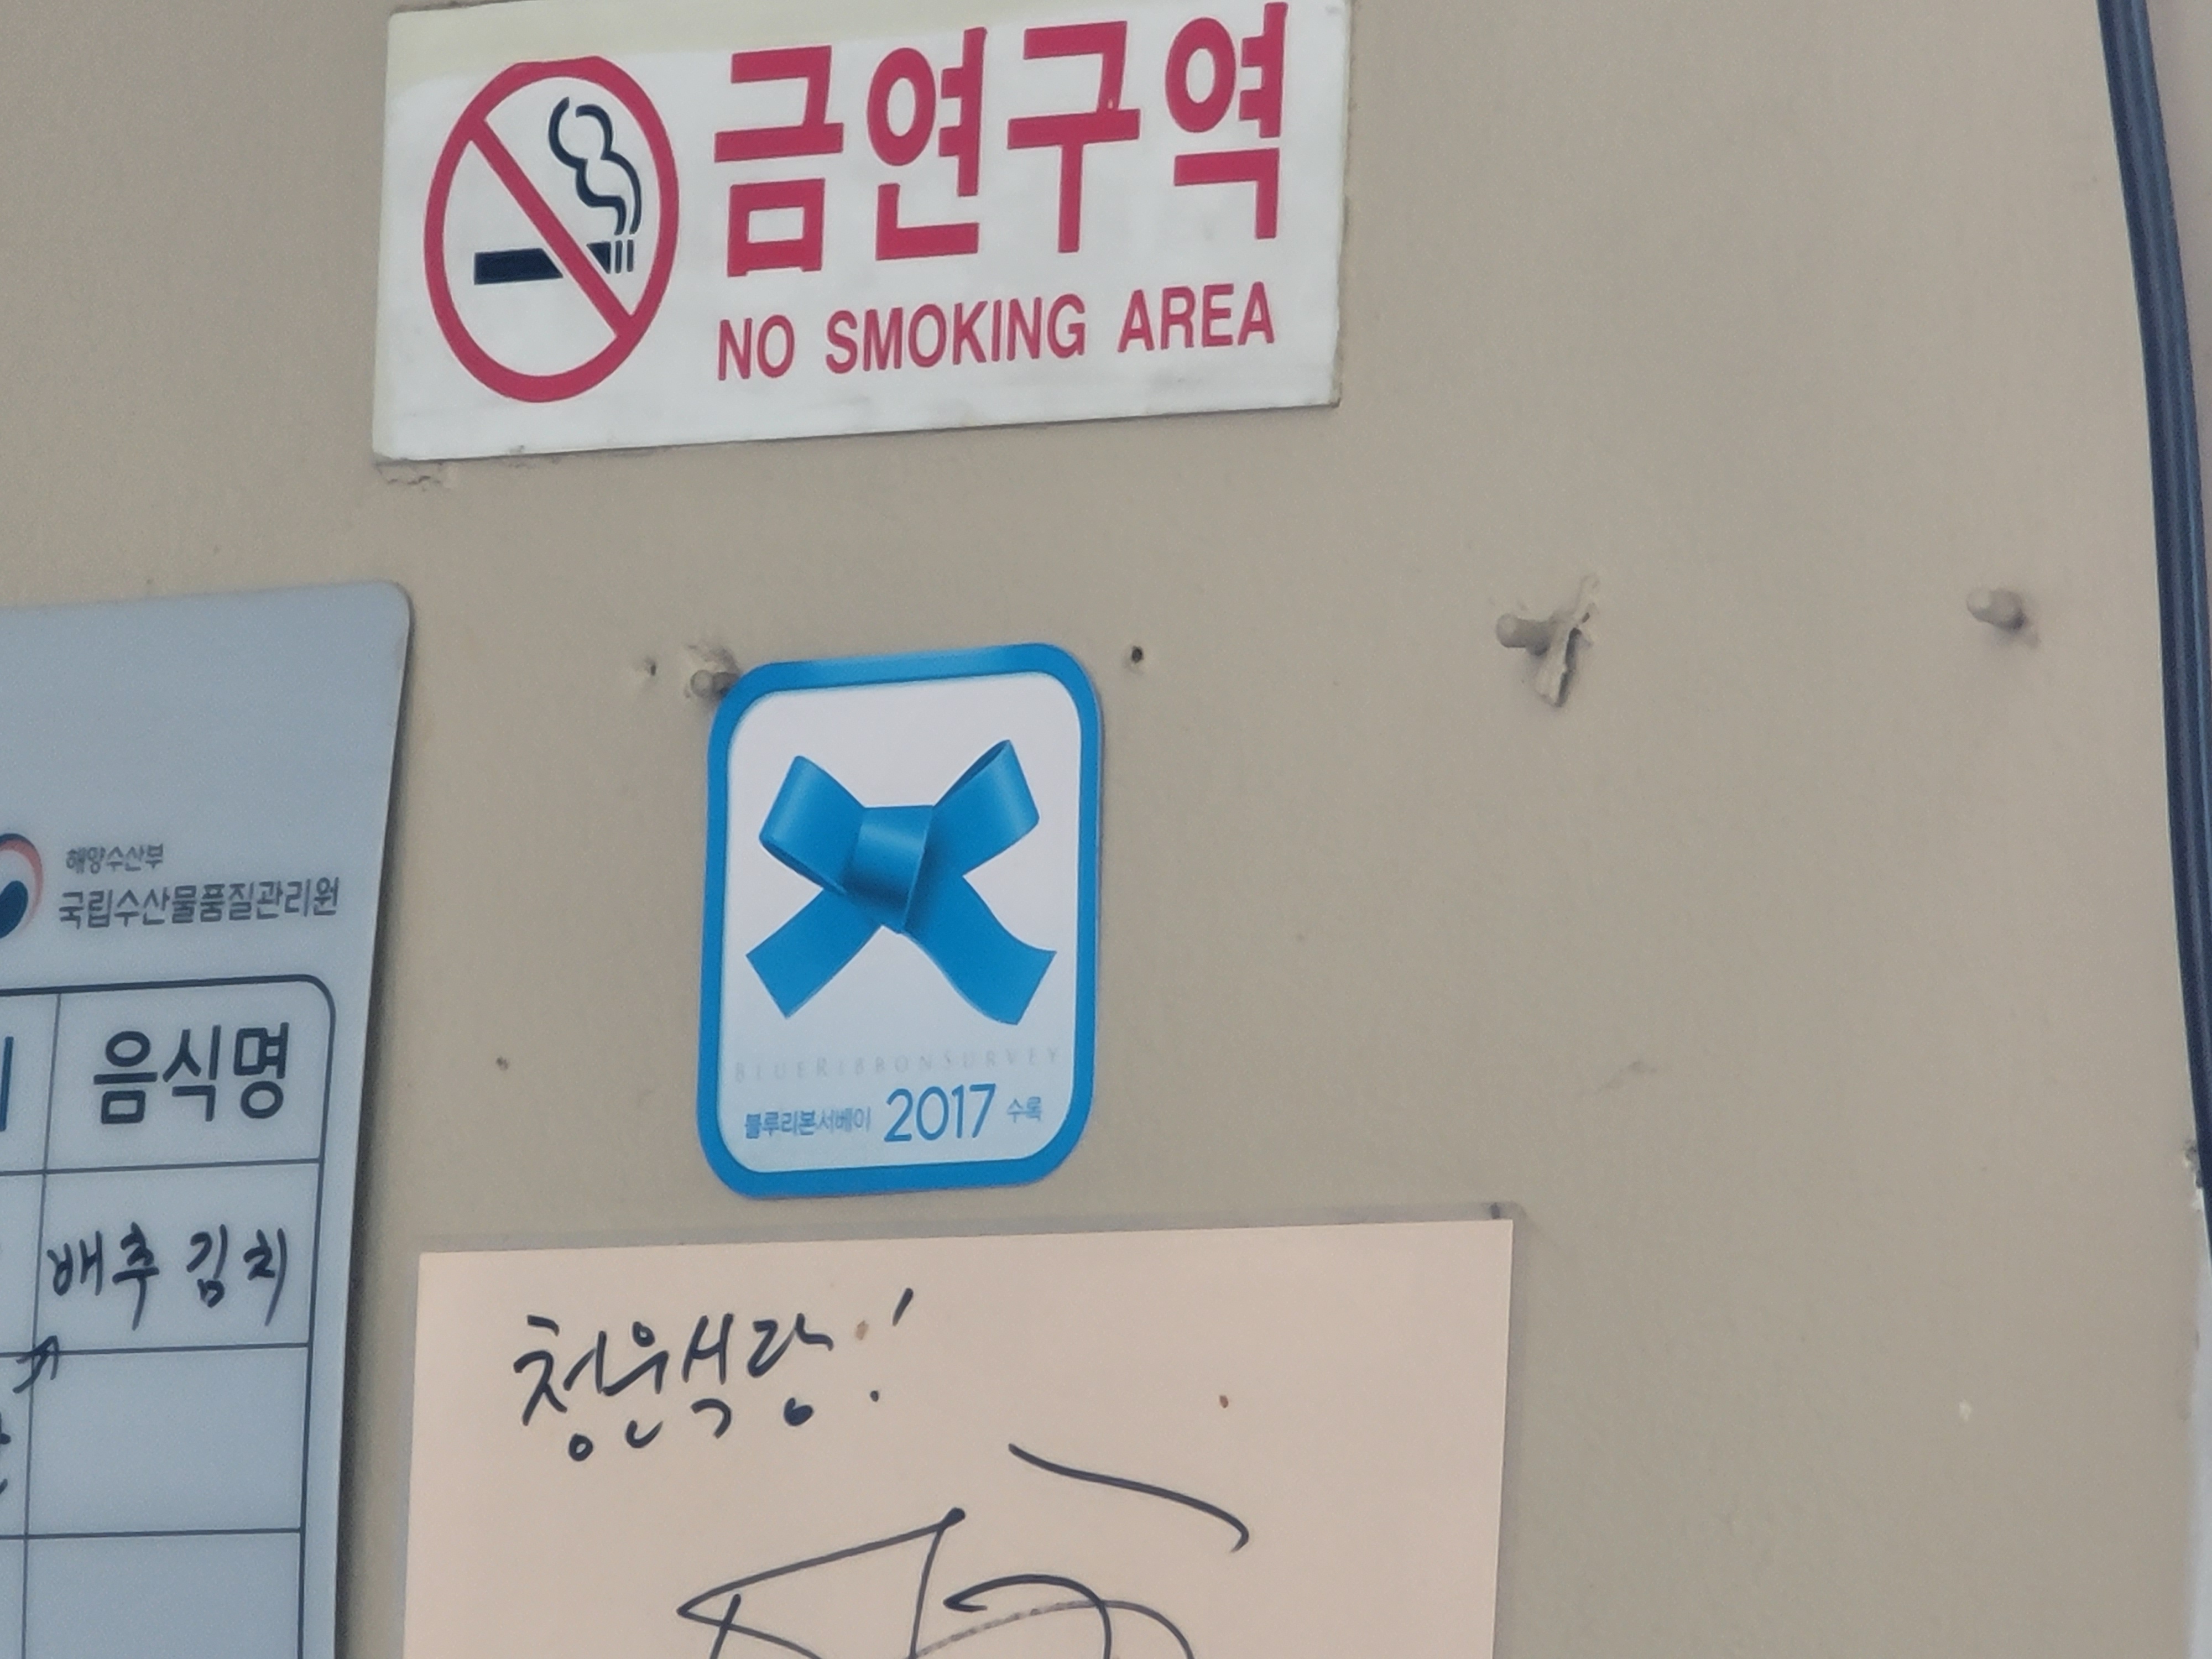 금연구역
NO SMOKING AREA
해양수산부
국립수산물품질관리원
음식명
배추김치
BLUERIBBONSURVEY
블루리본서베이 2017 수록
청운식당!